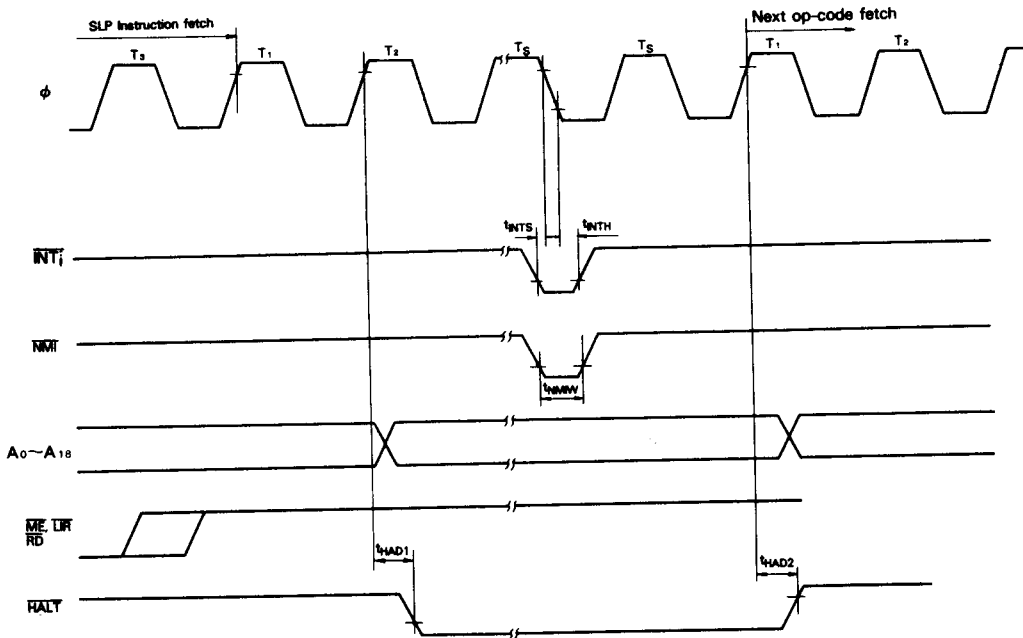 SLP Instruction fetch
Next op-code fetch
T3 T1 T2 TS TS T1 T2
φ
tINTS tINTH
INTi
NMI
tNMIW
A0~A18
ME, LIR
RD
tHAD1 tHAD2
HALT